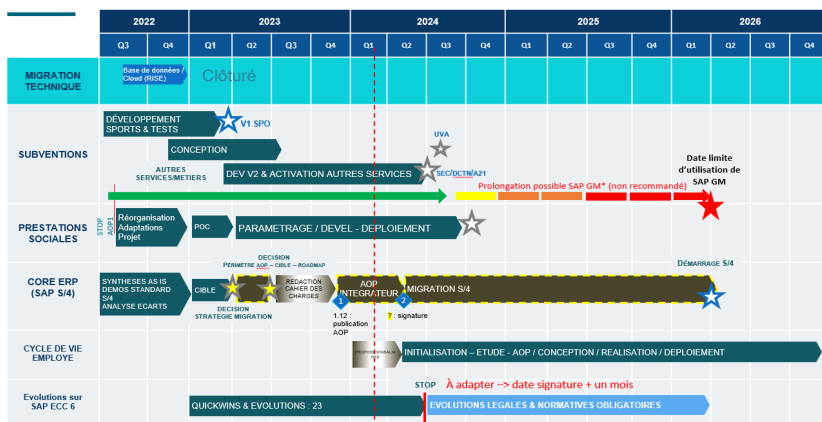 2022 2023 2024 2025 2026
Q3 Q4 Q1 Q2 Q3 Q4 Q1 Q2 Q3 Q4 Q1 Q2 Q3 Q4 Q1 Q2 Q3 Q4
MIGRATION
TECHNIQUE
Base de données /
Cloud (RISE)
Clôturé
SUBVENTIONS
DÉVELOPPEMENT
SPORTS & TESTS
V1 SPO
CONCEPTION
UVA
AUTRES
SERVICES/METIERS
DEV V2 & ACTIVATION AUTRES SERVICES
SEC/DCTN/A21
Date limite
d'utilisation de
SAP GM
Prolongation possible SAP GM* (non recommandé)
PRESTATIONS
SOCIALES
STOP
AOP1
Réorganisation
Adaptations
Projet
POC
PARAMETRAGE / DEVEL - DEPLOIEMENT
CORE ERP
(SAP S/4)
SYNTHESES AS IS
DEMOS STANDARD
S/4
ANALYSE ECARTS
CIBLE
DECISION
PÉRIMETRE AOP – CIBLE – ROADMAP
DECISION
STRATEGIE MIGRATION
REDACTION
CAHIER DES
CHARGES
AOP
INTEGRATEUR
1
1.12 :
publication
AOP
2
? : signature
MIGRATION S/4
DÉMARRAGE S/4
CYCLE DE VIE
EMPLOYE
INITIALISATION – ETUDE - AOP / CONCEPTION / REALISATION / DEPLOIEMENT
Evolutions sur
SAP ECC 6
QUICKWINS & EVOLUTIONS : 23
STOP
À adapter –> date signature + un mois
EVOLUTIONS LEGALES & NORMATIVES OBLIGATOIRES